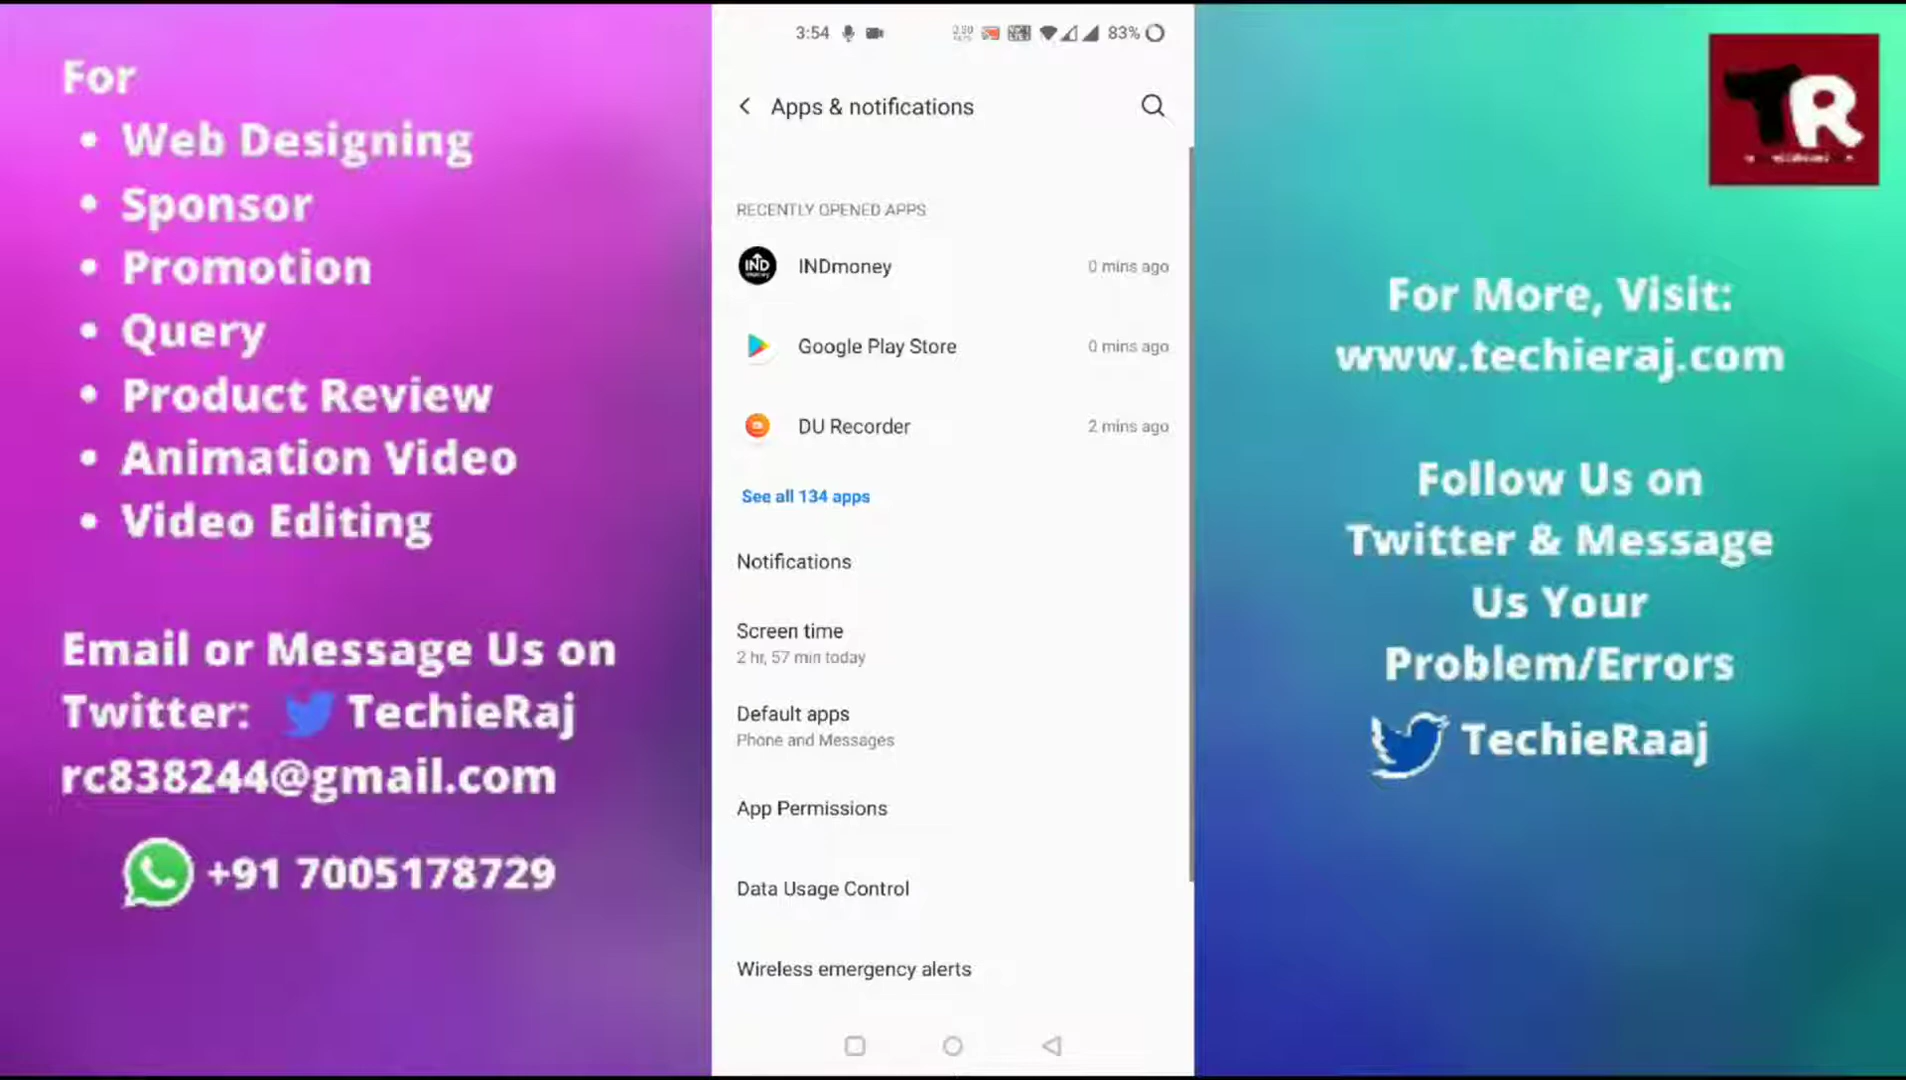 For
• Web Designing
• Sponsor
• Promotion
• Query
• Product Review
• Animation Video
• Video Editing
Email or Message Us on
Twitter: TechieRaj
rc838244@gmail.com
+91 7005178729
3:54
83%
Apps & notifications
RECENTLY OPENED APPS
IND
money
INDmoney
0 mins ago
Google Play Store
0 mins ago
DU Recorder
2 mins ago
See all 134 apps
Notifications
Screen time
2 hr, 57 min today
Default apps
Phone and Messages
App Permissions
Data Usage Control
Wireless emergency alerts
TR
For More, Visit:
www.techieraj.com
Follow Us on
Twitter & Message
Us Your
Problem/Errors
TechieRaaj